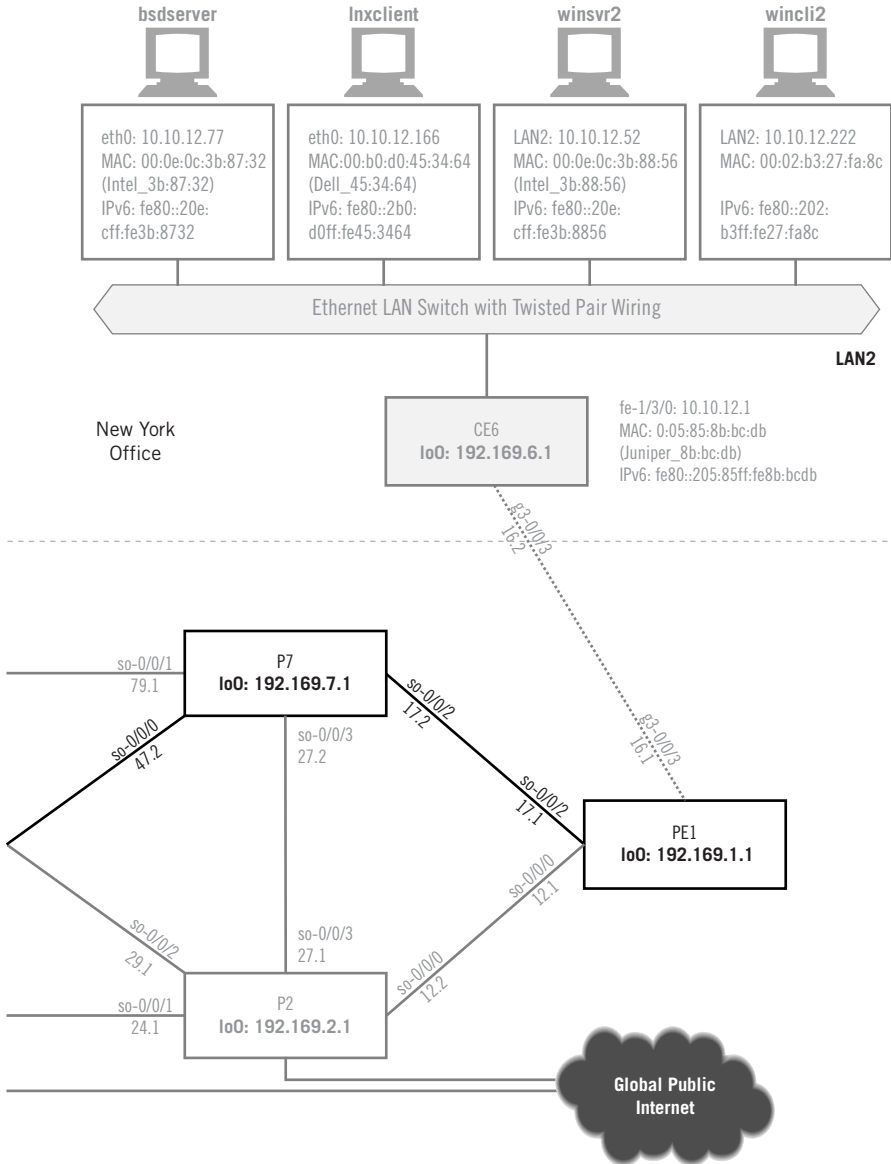 bsdserver
lnxclient
winsvr2
wincli2
eth0: 10.10.12.77
MAC: 00:0e:0c:3b:87:32
(Intel_3b:87:32)
IPv6: fe80::20e:
cff:fe3b:8732
eth0: 10.10.12.166
MAC:00:b0:d0:45:34:64
(Dell_45:34:64)
IPv6: fe80::2b0:
d0ff:fe45:3464
LAN2: 10.10.12.52
MAC: 00:0e:0c:3b:88:56
(Intel_3b:88:56)
IPv6: fe80::20e:
cff:fe3b:8856
LAN2: 10.10.12.222
MAC: 00:02:b3:27:fa:8c
IPv6: fe80::202:
b3ff:fe27:fa8c
Ethernet LAN Switch with Twisted Pair Wiring
LAN2
New York
Office
CE6
lo0: 192.169.6.1
fe-1/3/0: 10.10.12.1
MAC: 0:05:85:8b:bc:db
(Juniper_8b:bc:db)
IPv6: fe80::205:85ff:fe8b:bcdb
g3-0/0/3
16.2
so-0/0/1
79.1
P7
lo0: 192.169.7.1
so-0/0/2
17.2
so-0/0/0
47.2
so-0/0/3
27.2
g3-0/0/3
16.1
so-0/0/2
17.1
PE1
lo0: 192.169.1.1
so-0/0/0
12.1
so-0/0/2
29.1
so-0/0/3
27.1
so-0/0/0
12.2
so-0/0/1
24.1
P2
lo0: 192.169.2.1
Global Public
Internet